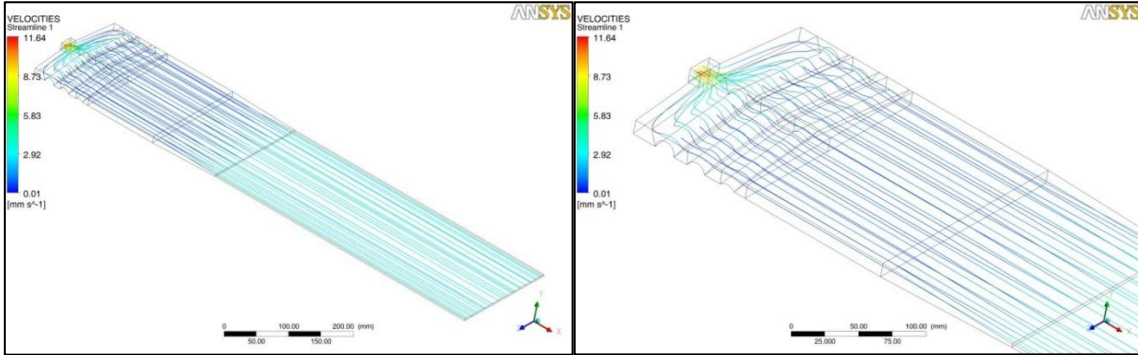 VELOCITIES
Streamline 1
11.64
8.73
5.83
2.92
0.01
[mm s^-1]
ANSYS
0 100.00 200.00 (mm)
50.00 150.00
Y
Z X
VELOCITIES
Streamline 1
11.64
8.73
5.83
2.92
0.01
[mm s^-1]
ANSYS
0 50.00 100.00 (mm)
25.000 75.00
Y
Z X